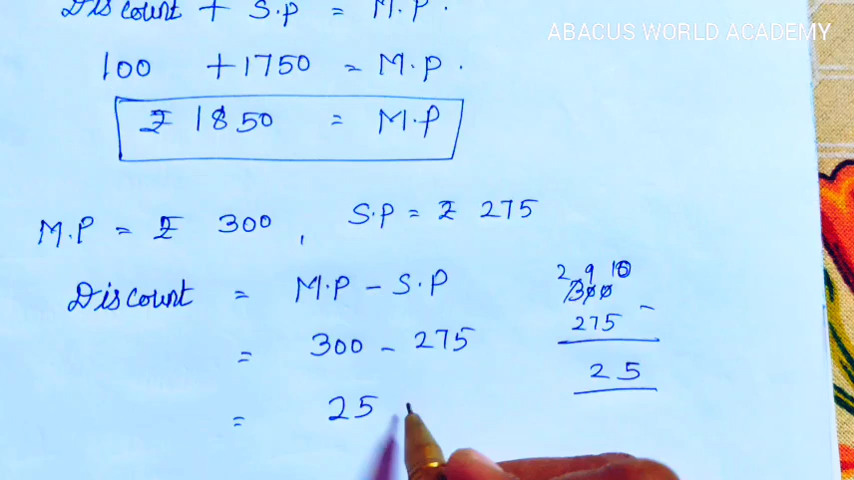 Discount + S.P = M.P.
ABACUS WORLD ACADEMY
100 + 1750 = M.P.
₹ 1850 = M.P
M.P = ₹ 300, S.P = ₹ 275
Discount = M.P - S.P
2 9 10
300
= 300 - 275
275 -
25
= 25